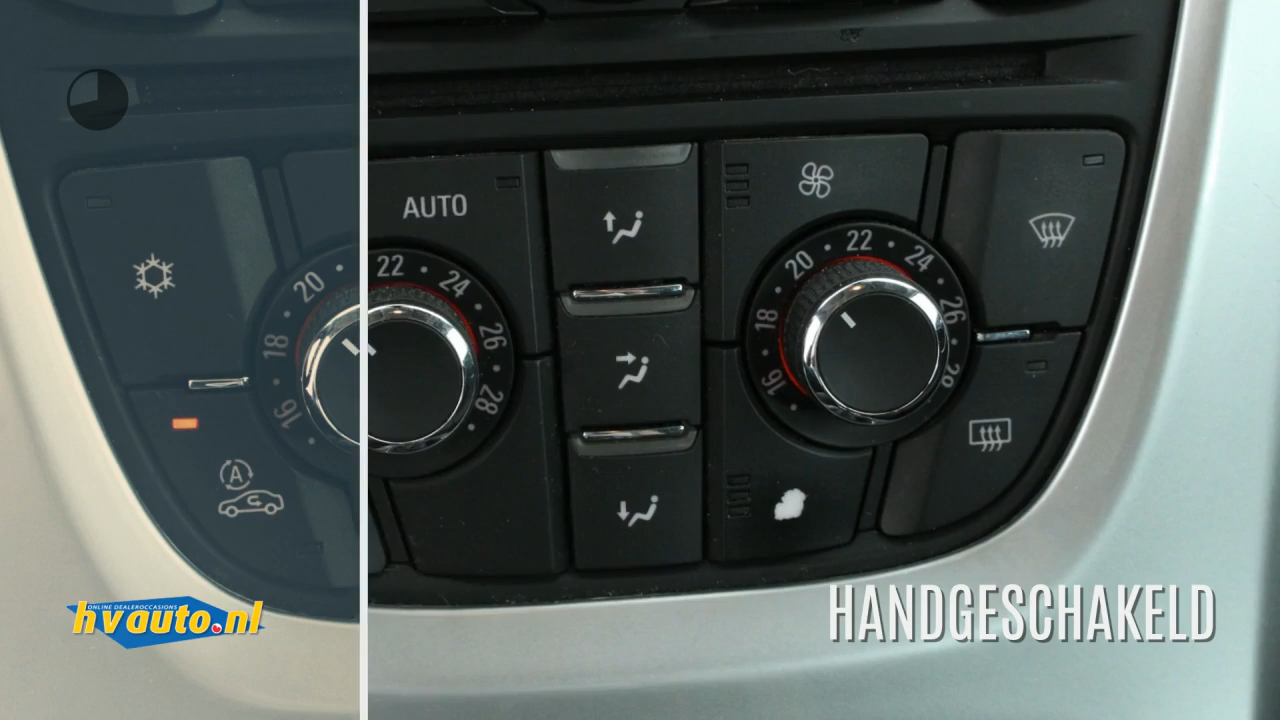 AUTO
16 18 20 22 24 26 28
16 18 20 22 24 26
A
ONLINE DEALEROCCASIONS
hvauto.nl
HANDGESCHAKELD